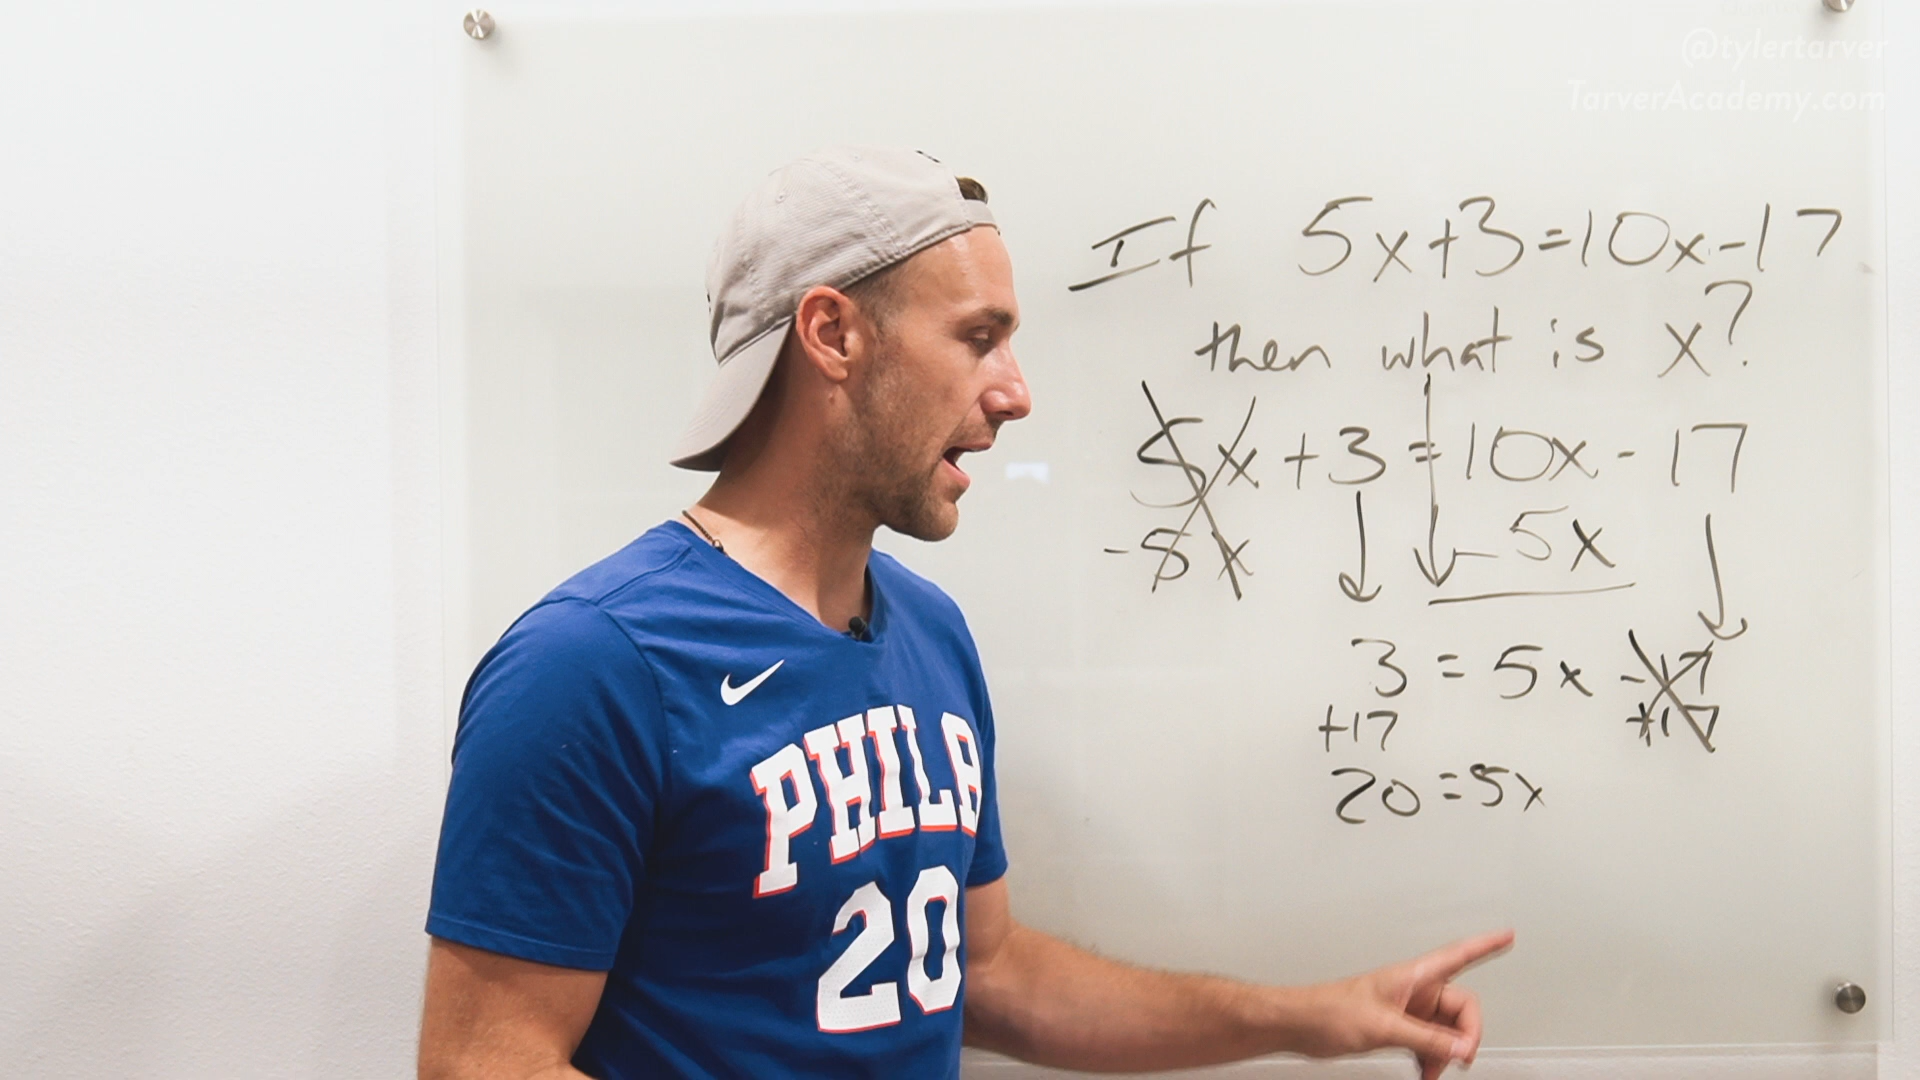 @tylertarver
TarverAcademy.com
If 5x+3=10x-17
then what is x?
5x+3=10x-17
-5x -5x
3=5x-17
+17 +17
20=5x
PHILA
20